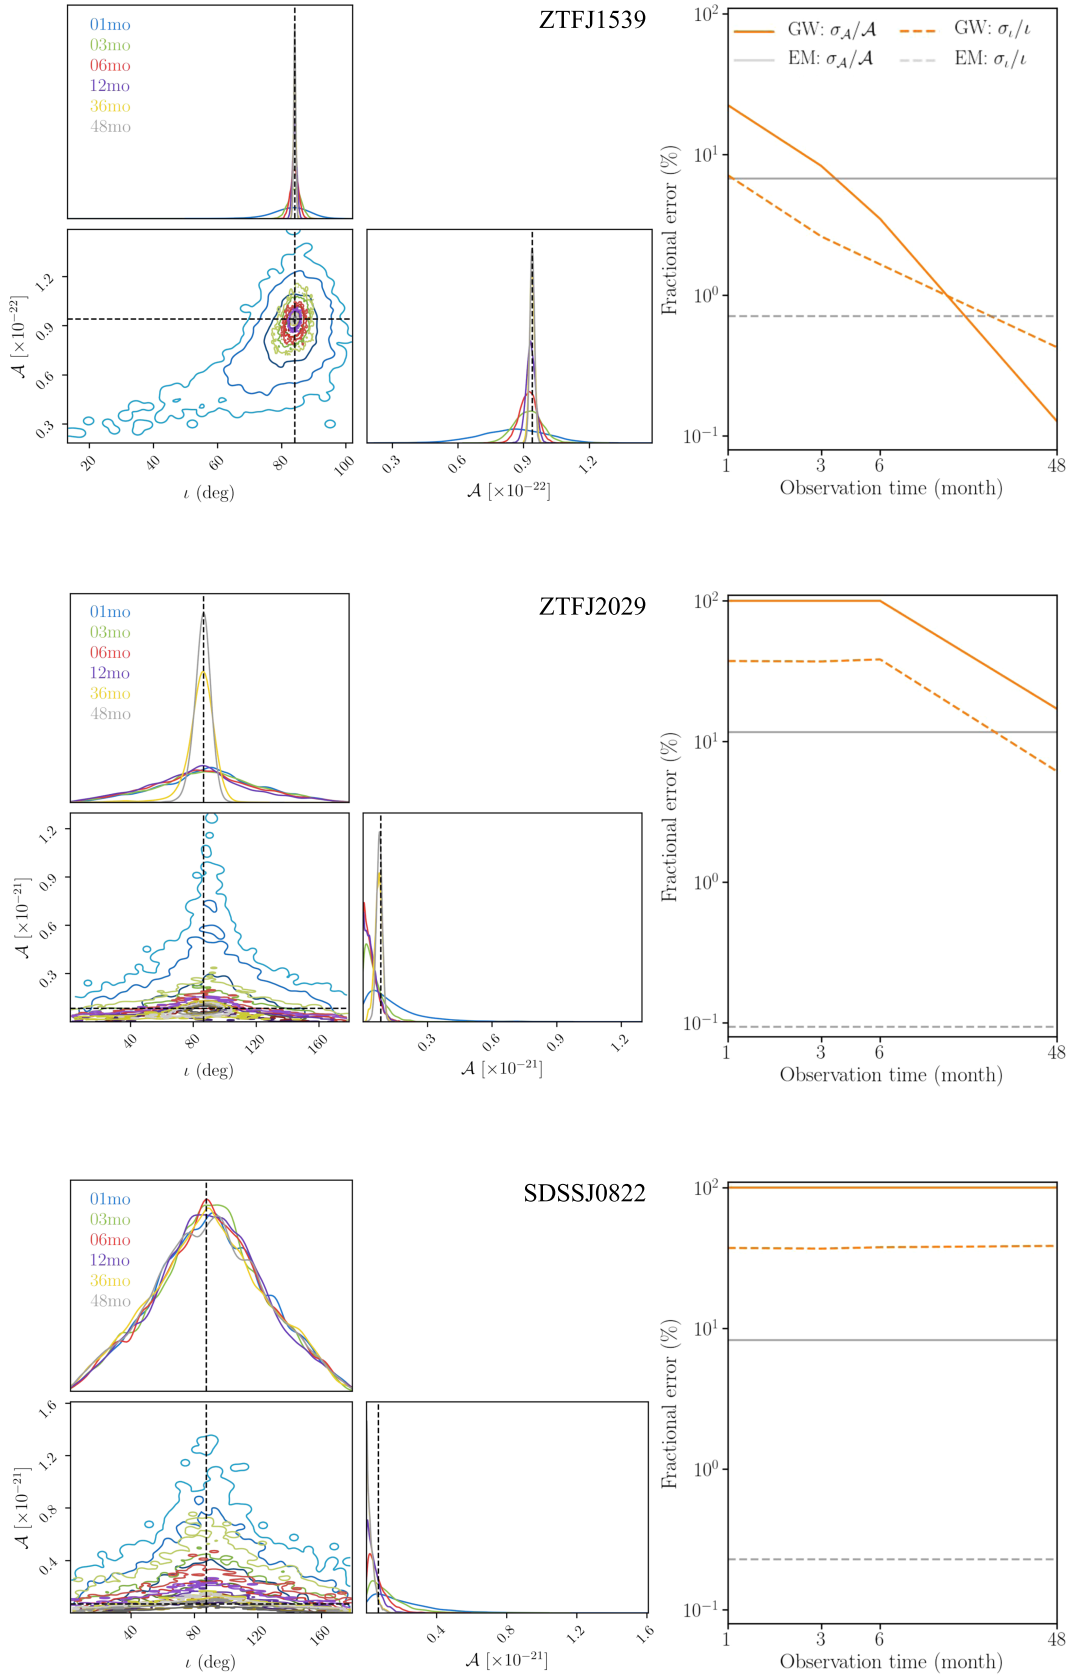 ZTFJ1539
01mo
03mo
06mo
12mo
36mo
48mo
𝒜 [×10⁻²²]
1.2
0.9
0.6
0.3
20 40 60 80 100
ι (deg)
0.3 0.6 0.9 1.2
𝒜 [×10⁻²²]
GW: σ𝒜/𝒜 GW: σι/ι
EM: σ𝒜/𝒜 EM: σι/ι
Fractional error (%)
10²
10¹
10⁰
10⁻¹
1 3 6 48
Observation time (month)
ZTFJ2029
01mo
03mo
06mo
12mo
36mo
48mo
𝒜 [×10⁻²¹]
1.2
0.9
0.6
0.3
40 80 120 160
ι (deg)
0.3 0.6 0.9 1.2
𝒜 [×10⁻²¹]
Fractional error (%)
10²
10¹
10⁰
10⁻¹
1 3 6 48
Observation time (month)
SDSSJ0822
01mo
03mo
06mo
12mo
36mo
48mo
𝒜 [×10⁻²¹]
1.6
1.2
0.8
0.4
40 80 120 160
ι (deg)
0.4 0.8 1.2 1.6
𝒜 [×10⁻²¹]
Fractional error (%)
10²
10¹
10⁰
10⁻¹
1 3 6 48
Observation time (month)